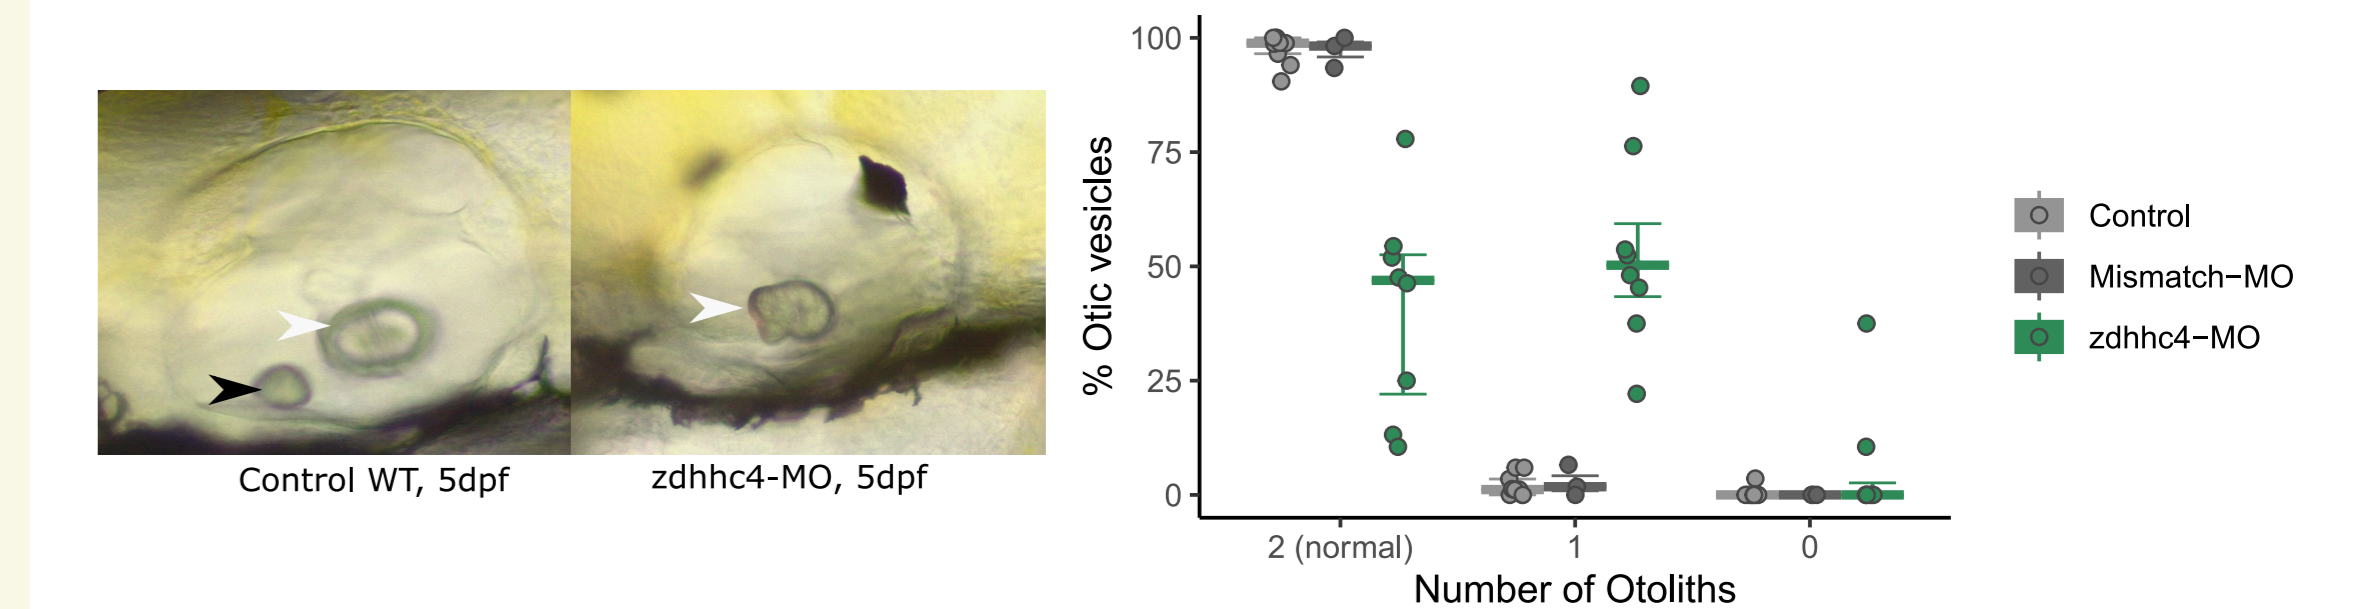 Control WT, 5dpf
zdhhc4-MO, 5dpf
% Otic vesicles
100
75
50
25
0
2 (normal)
1
0
Number of Otoliths
Control
Mismatch−MO
zdhhc4−MO